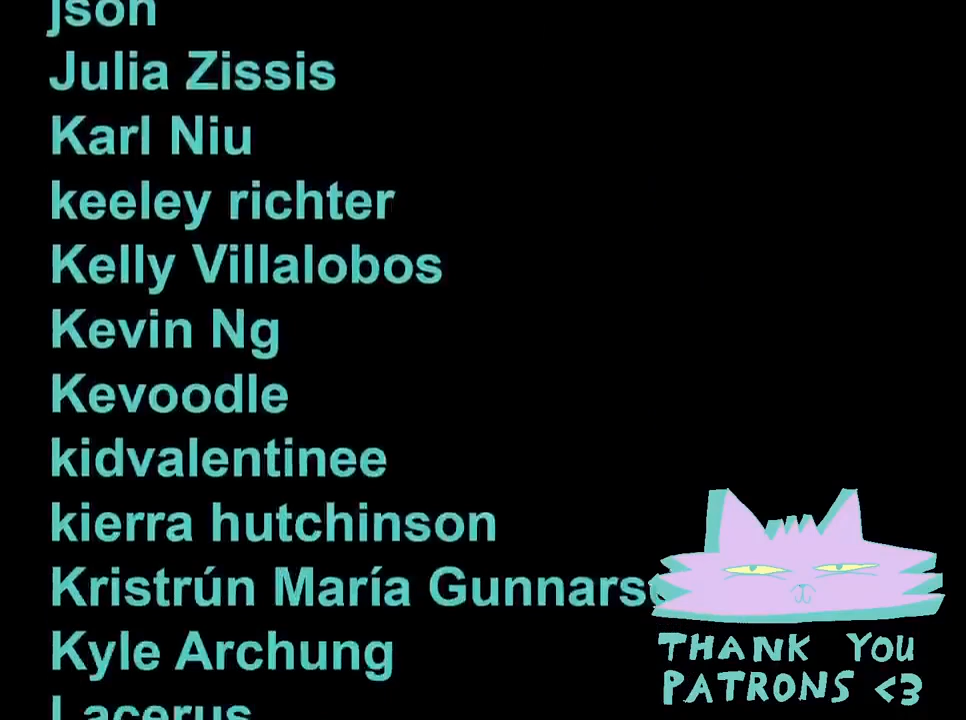 json
Julia Zissis
Karl Niu
keeley richter
Kelly Villalobos
Kevin Ng
Kevoodle
kidvalentinee
kierra hutchinson
Kristrún María
Kyle Archung
Lacerus
THANK YOU
PATRONS <3